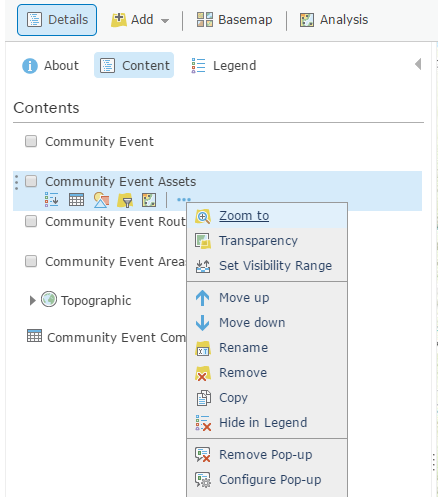 Details Add Basemap Analysis
About Content Legend
Contents
Community Event
Community Event Assets
Community Event Rout
Community Event Areas
Topographic
Community Event Com
Zoom to
Transparency
Set Visibility Range
Move up
Move down
Rename
Remove
Copy
Hide in Legend
Remove Pop-up
Configure Pop-up